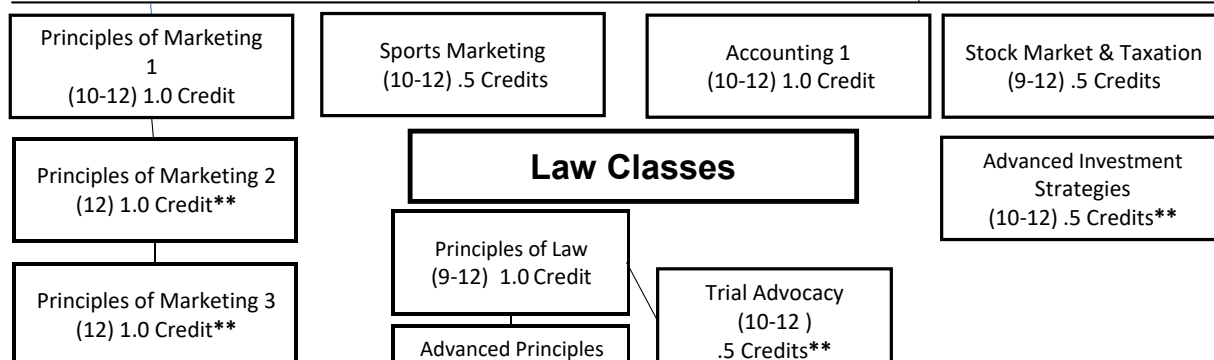 Principles of Marketing
1
(10-12) 1.0 Credit
Sports Marketing
(10-12) .5 Credits
Accounting 1
(10-12) 1.0 Credit
Stock Market & Taxation
(9-12) .5 Credits
Principles of Marketing 2
(12) 1.0 Credit**
Law Classes
Advanced Investment
Strategies
(10-12) .5 Credits**
Principles of Marketing 3
(12) 1.0 Credit**
Principles of Law
(9-12) 1.0 Credit
Advanced Principles
Trial Advocacy
(10-12 )
.5 Credits**